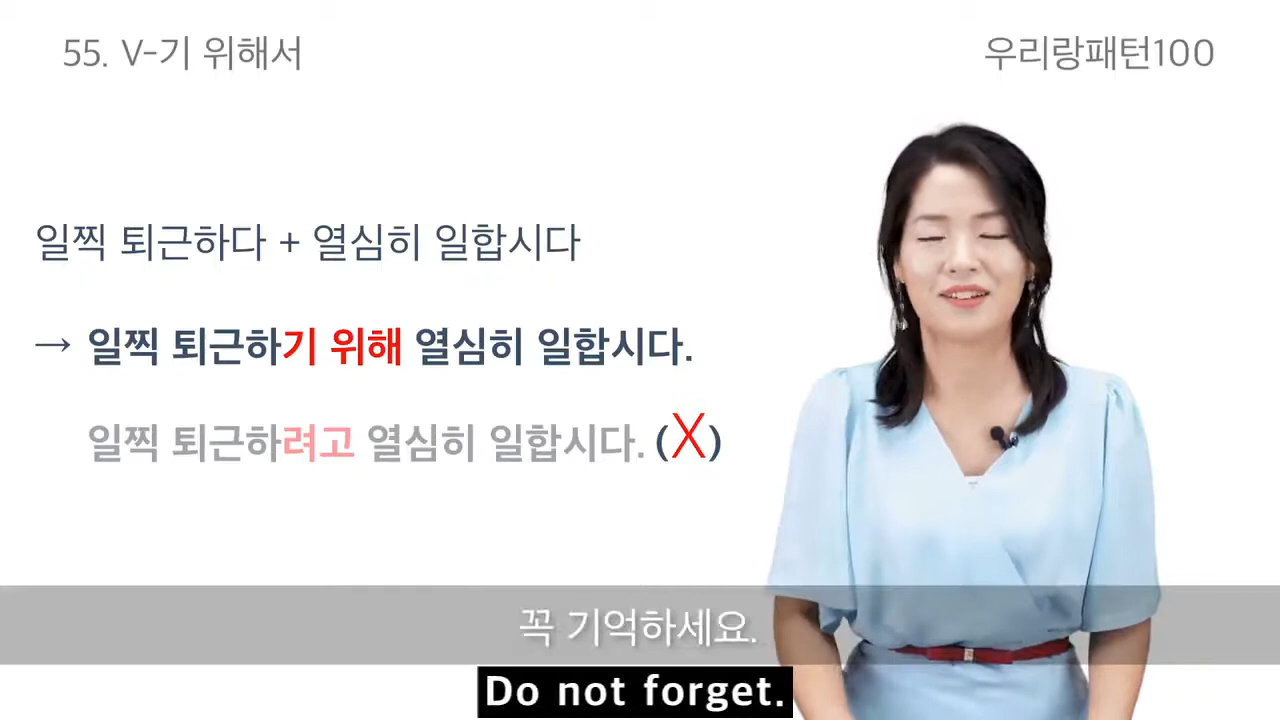 55. V-기 위해서
우리랑패턴100
일찍 퇴근하다 + 열심히 일합시다
→ 일찍 퇴근하기 위해 열심히 일합시다.
일찍 퇴근하려고 열심히 일합시다. (X)
꼭 기억하세요.
Do not forget.